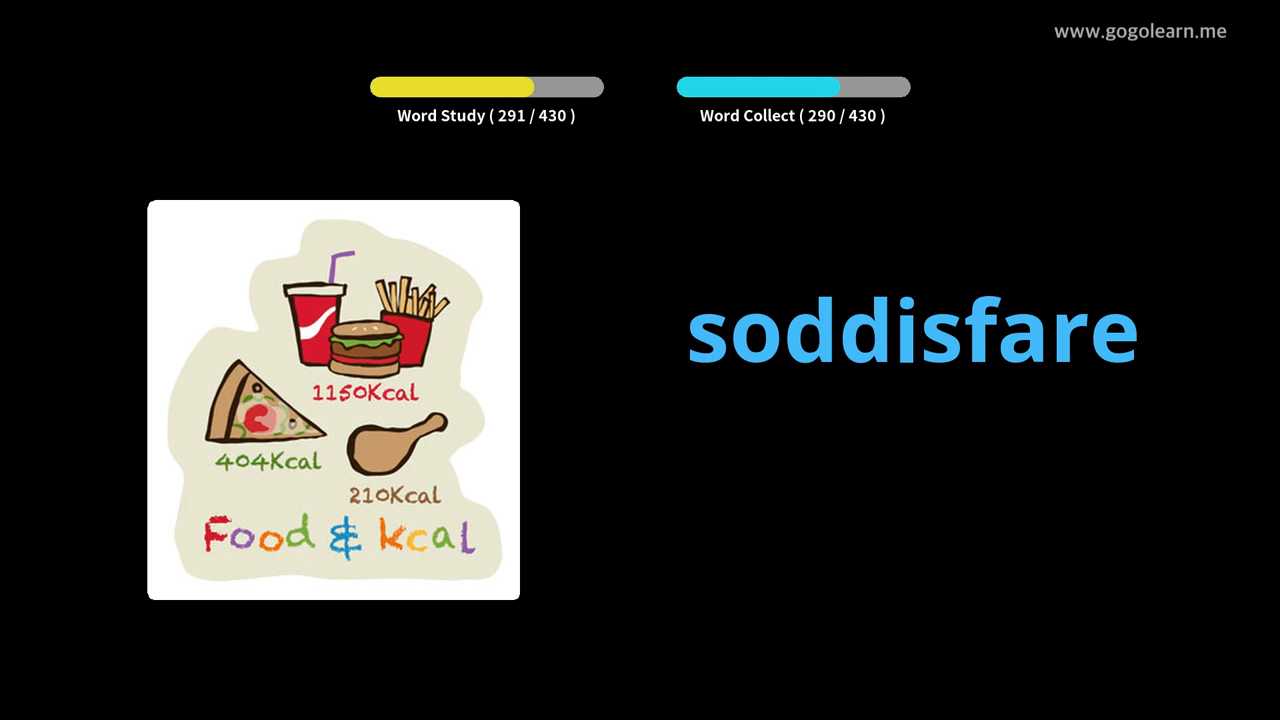 www.gogolearn.me
Word Study ( 291 / 430 )
Word Collect ( 290 / 430 )
1150Kcal
404Kcal
210Kcal
Food & kcal
soddisfare